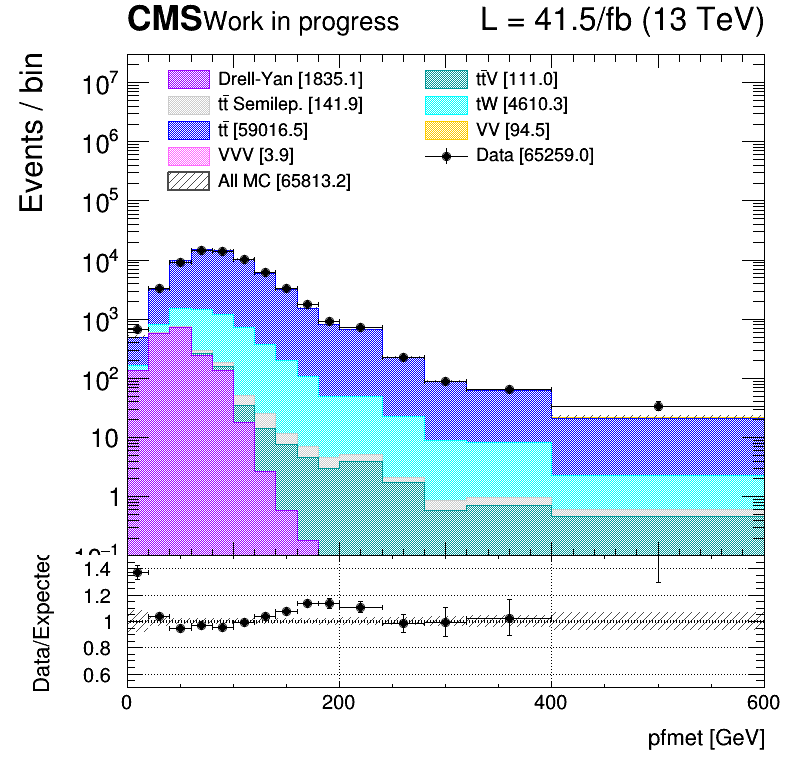 CMS Work in progress L = 41.5/fb (13 TeV)
Events / bin
10⁷
10⁶
10⁵
10⁴
10³
10²
10
1
10⁻¹
Drell-Yan [1835.1]
tt̄ Semilep. [141.9]
tt̄ [59016.5]
VVV [3.9]
All MC [65813.2]
tt̄V [111.0]
tW [4610.3]
VV [94.5]
Data [65259.0]
Data/Expected
1.4
1.2
1
0.8
0.6
0 200 400 600
pfmet [GeV]